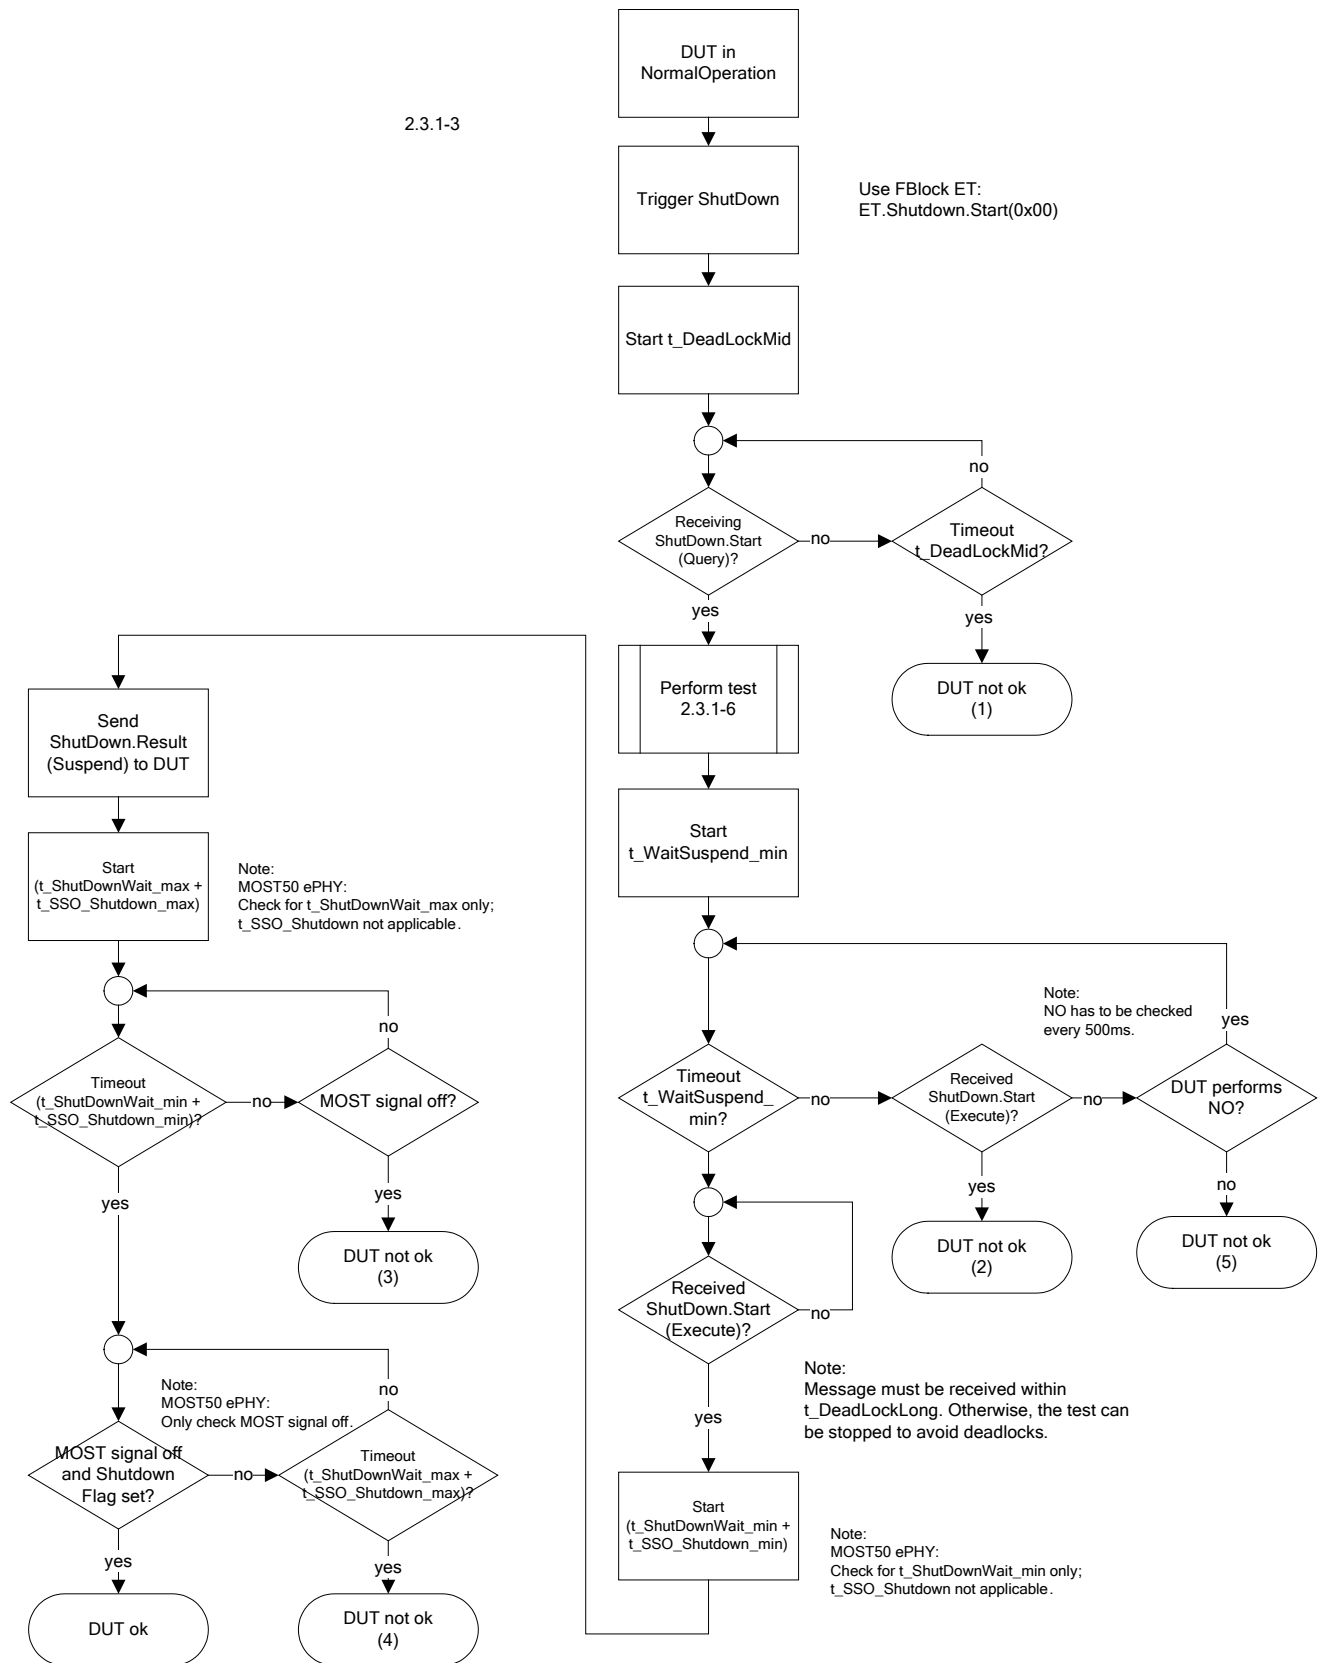 DUT in
NormalOperation
2.3.1-3
Trigger ShutDown
Use FBlock ET:
ET.Shutdown.Start(0x00)
Start t_DeadLockMid
no
Receiving
ShutDown.Start
(Query)?
no
Timeout
t_DeadLockMid?
yes
yes
Perform test
2.3.1-6
DUT not ok
(1)
Send
ShutDown.Result
(Suspend) to DUT
Start
t_WaitSuspend_min
Start
(t_ShutDownWait_max +
t_SSO_Shutdown_max)
Note:
MOST50 ePHY:
Check for t_ShutDownWait_max only;
t_SSO_Shutdown not applicable.
Note:
NO has to be checked
every 500ms.
yes
no
Timeout
(t_ShutDownWait_min +
t_SSO_Shutdown_min)?
no
MOST signal off?
Timeout
t_WaitSuspend_
min?
no
Received
ShutDown.Start
(Execute)?
no
DUT performs
NO?
yes
yes
yes
no
DUT not ok
(3)
DUT not ok
(2)
DUT not ok
(5)
Received
ShutDown.Start
(Execute)?
no
Note:
Message must be received within
t_DeadLockLong. Otherwise, the test can
be stopped to avoid deadlocks.
Note:
MOST50 ePHY:
Only check MOST signal off.
no
yes
MOST signal off
and Shutdown
Flag set?
no
Timeout
(t_ShutDownWait_max +
t_SSO_Shutdown_max)?
Start
(t_ShutDownWait_min +
t_SSO_Shutdown_min)
Note:
MOST50 ePHY:
Check for t_ShutDownWait_min only;
t_SSO_Shutdown not applicable.
yes
yes
DUT ok
DUT not ok
(4)